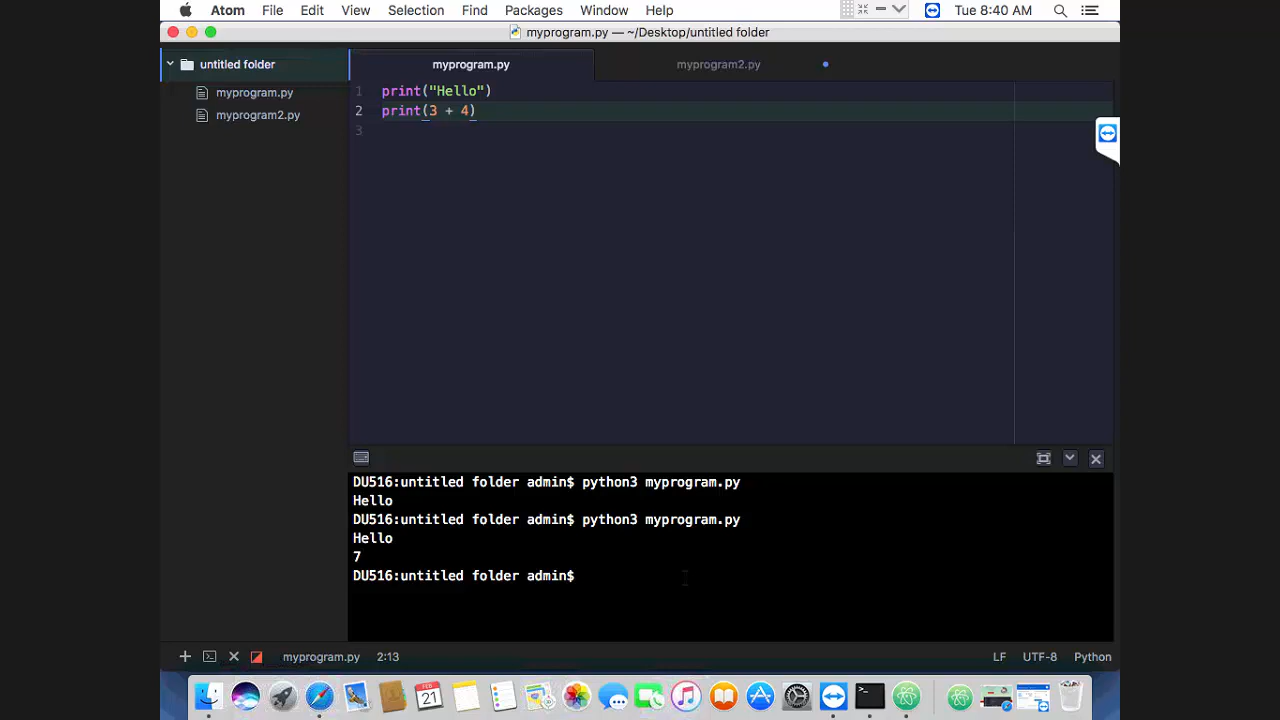 Atom File Edit View Selection Find Packages Window Help Tue 8:40 AM
myprogram.py — ~/Desktop/untitled folder
untitled folder
myprogram.py
myprogram2.py
myprogram.py myprogram2.py
1 print("Hello")
2 print(3 + 4)
3
DU516:untitled folder admin$ python3 myprogram.py
Hello
DU516:untitled folder admin$ python3 myprogram.py
Hello
7
DU516:untitled folder admin$
myprogram.py 2:13 LF UTF-8 Python
FEB
21